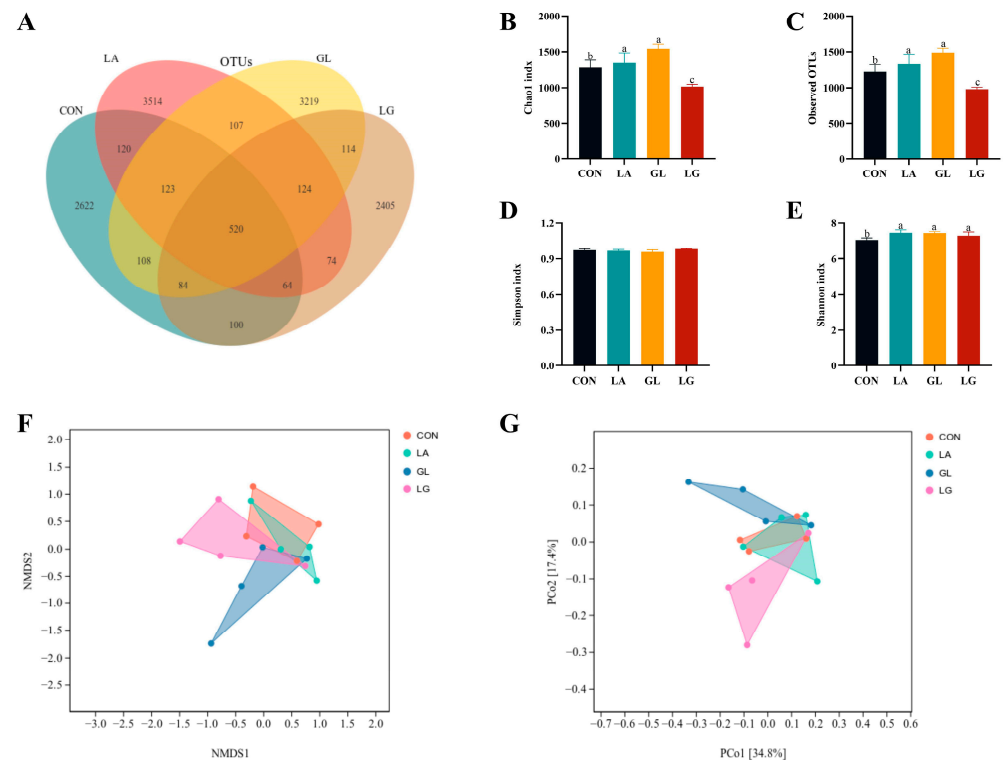 A
LA
OTUs
GL
CON
LG
3514
3219
107
120
114
123
124
2622
520
2405
108
74
84
64
100
B
2000
1500
1000
500
0
Chao1 indx
b
a
a
c
CON
LA
GL
LG
C
2000
1500
1000
500
0
Observed OTUs
b
a
a
c
CON
LA
GL
LG
D
1.2
0.9
0.6
0.3
0.0
Simpson indx
CON
LA
GL
LG
E
8
6
4
2
0
Shannon indx
b
a
a
a
CON
LA
GL
LG
F
2.0
1.5
1.0
0.5
0.0
−0.5
−1.0
−1.5
−2.0
−2.5
NMDS2
−3.0 −2.5 −2.0 −1.5 −1.0 −0.5 0.0 0.5 1.0 1.5 2.0
NMDS1
CON
LA
GL
LG
G
0.2
0.1
0.0
−0.1
−0.2
−0.3
−0.4
PCo2 [17.4%]
−0.7 −0.6 −0.5 −0.4 −0.3 −0.2 −0.1 0.0 0.1 0.2 0.3 0.4 0.5 0.6
PCo1 [34.8%]
CON
LA
GL
LG